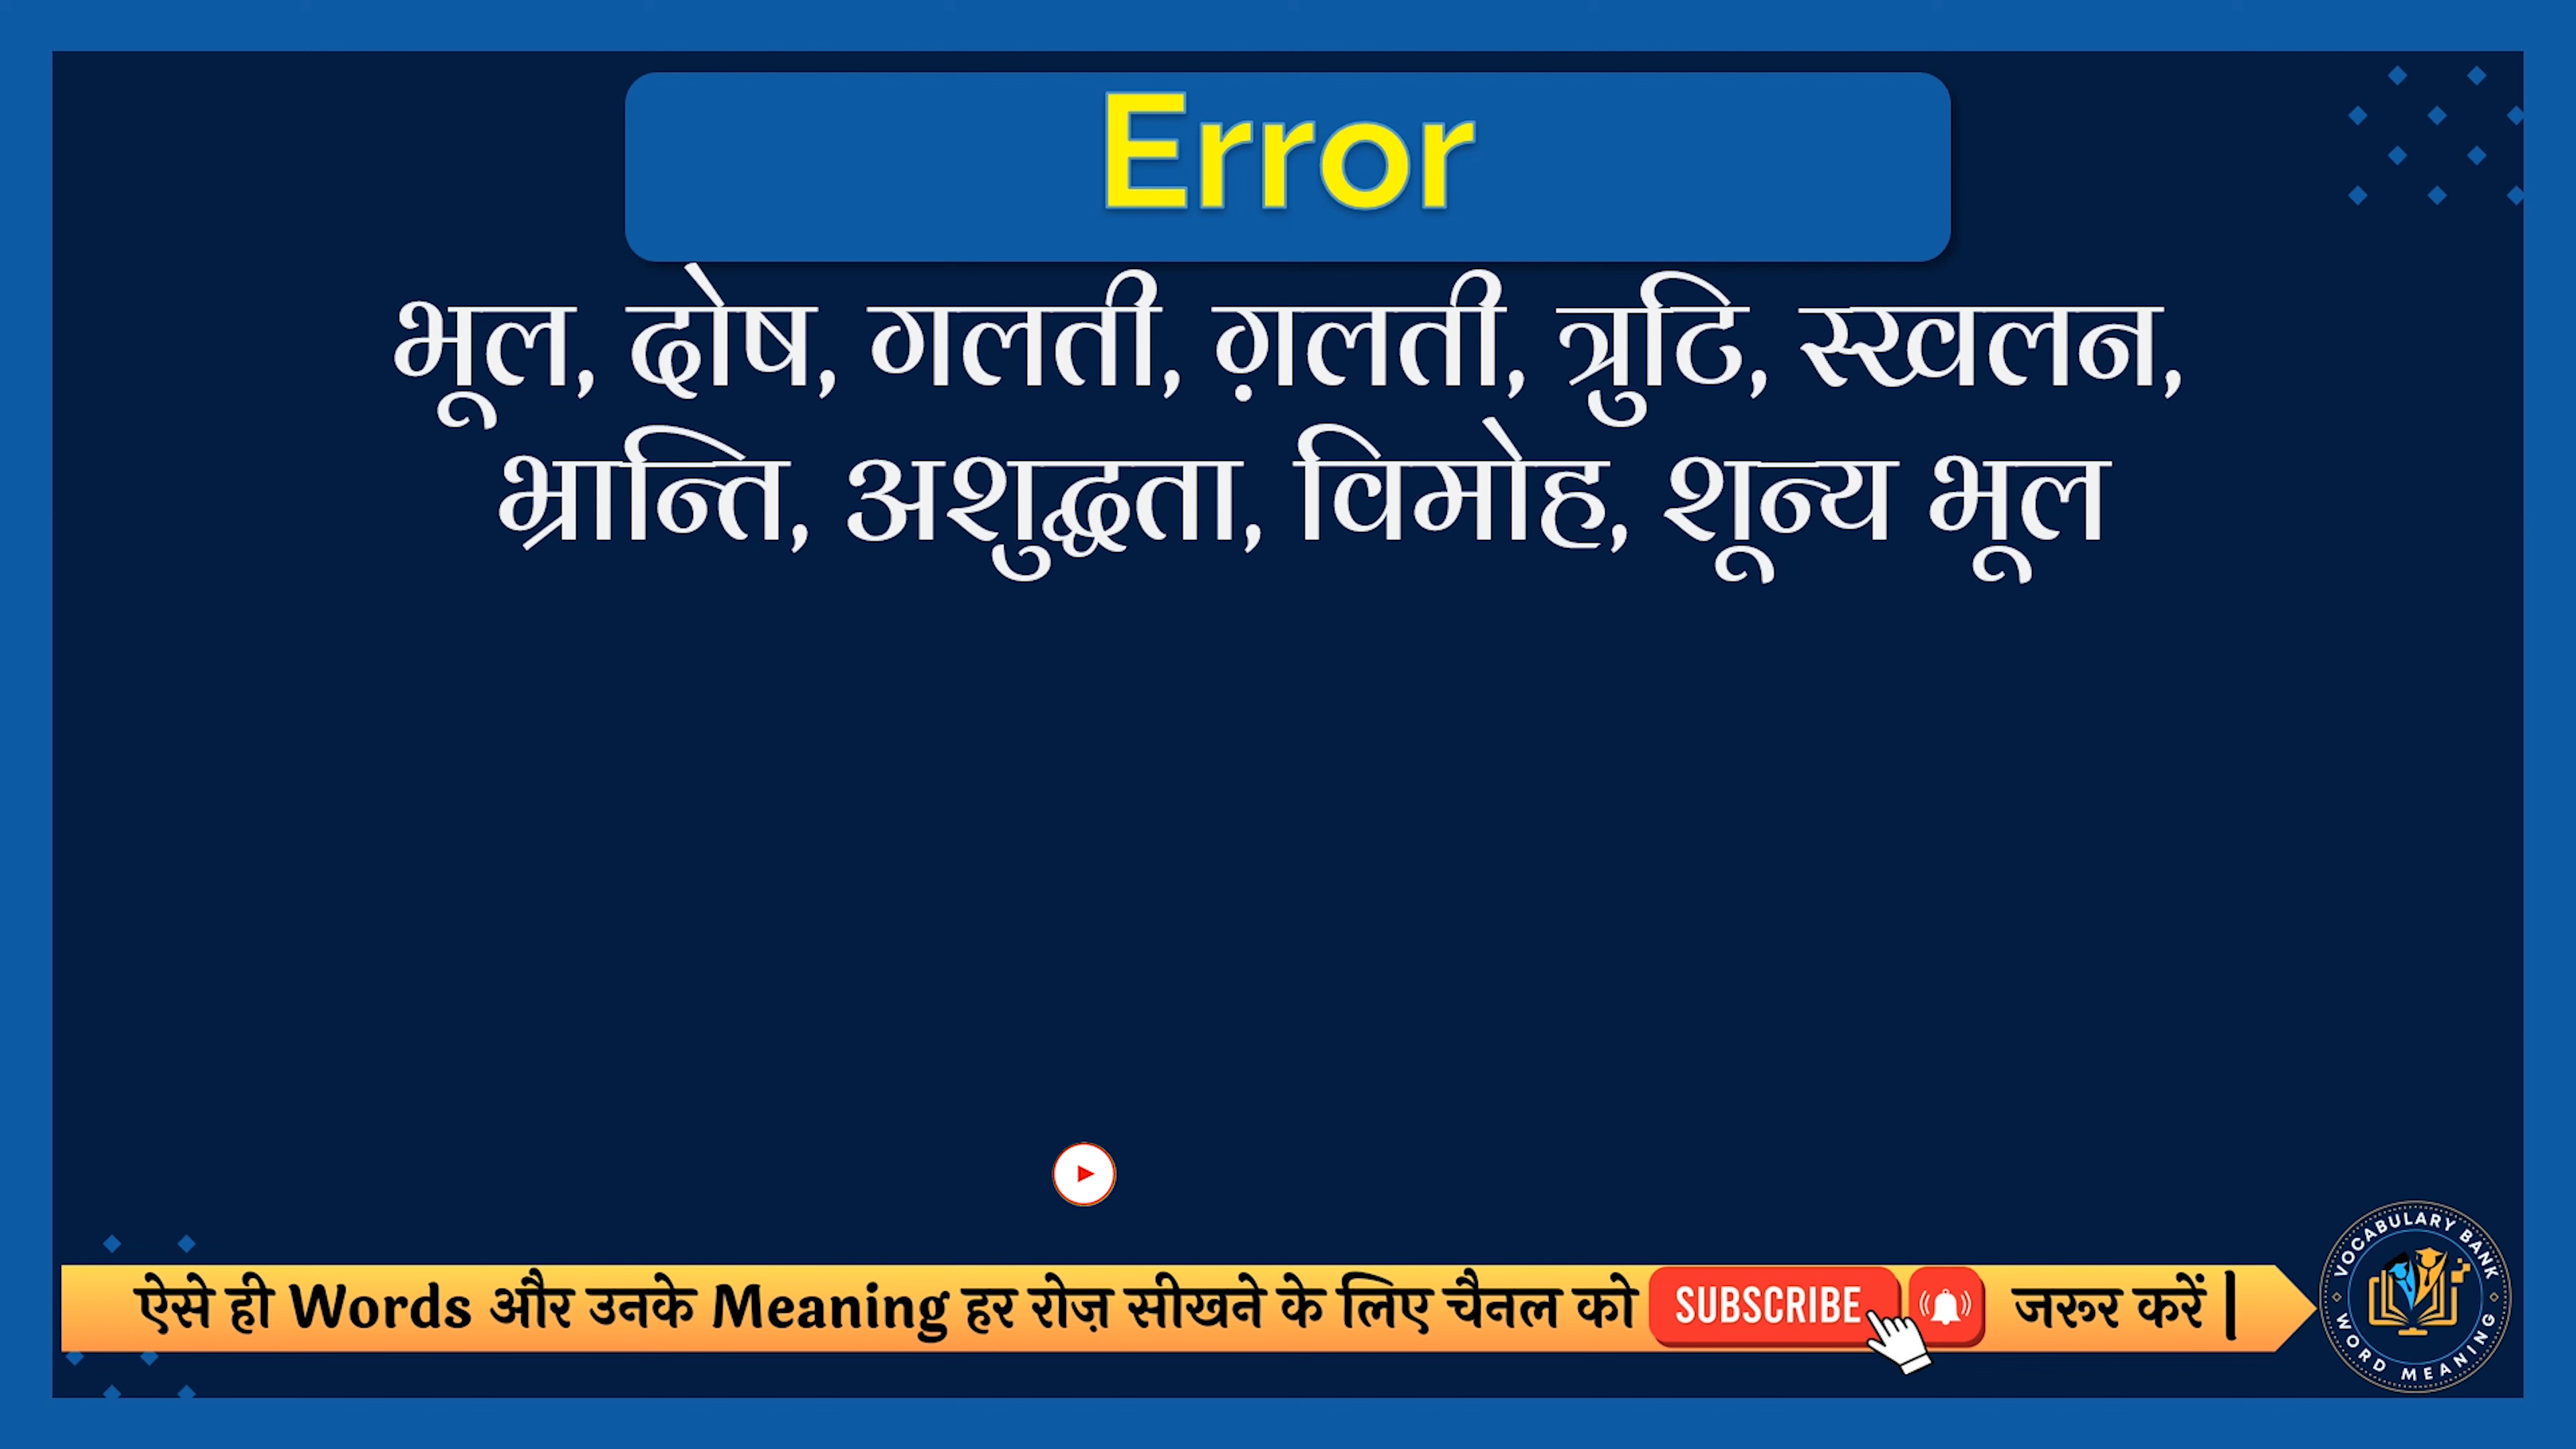 Error
भूल, दोष, गलती, ग़लती, त्रुटि, स्खलन,
भ्रान्ति, अशुद्धता, विमोह, शून्य भूल
ऐसे ही Words और उनके Meaning हर रोज़ सीखने के लिए चैनल को SUBSCRIBE जरूर करें |
VOCABULARY BANK
WORD MEANING